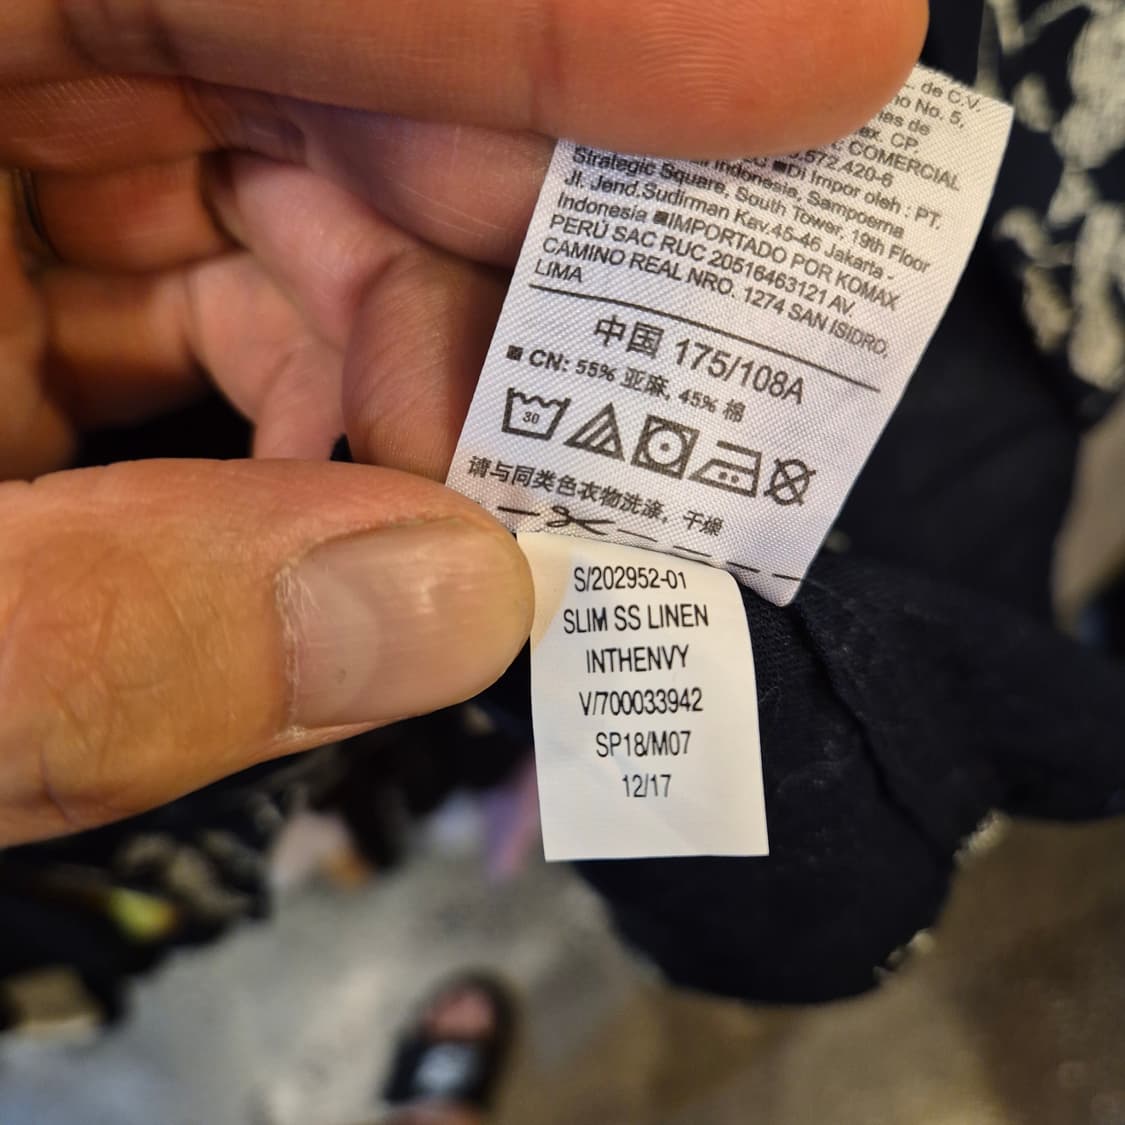 de C.V.
No. 5,
de
CP
COMERCIAL
.572.420-6
■Di Impor oleh : PT.
Indonesia, Sampoerna
Strategic Square, South Tower, 19th Floor
Jl. Jend.Sudirman Kav.45-46 Jakarta -
Indonesia ■IMPORTADO POR KOMAX
PERÚ SAC RUC 20516463121 AV.
CAMINO REAL NRO. 1274 SAN ISIDRO,
LIMA
中国 175/108A
■ CN: 55% 亚麻, 45% 棉
30
请与同类色衣物洗涤, 干燥
S/202952-01
SLIM SS LINEN
INTHENVY
V/700033942
SP18/M07
12/17